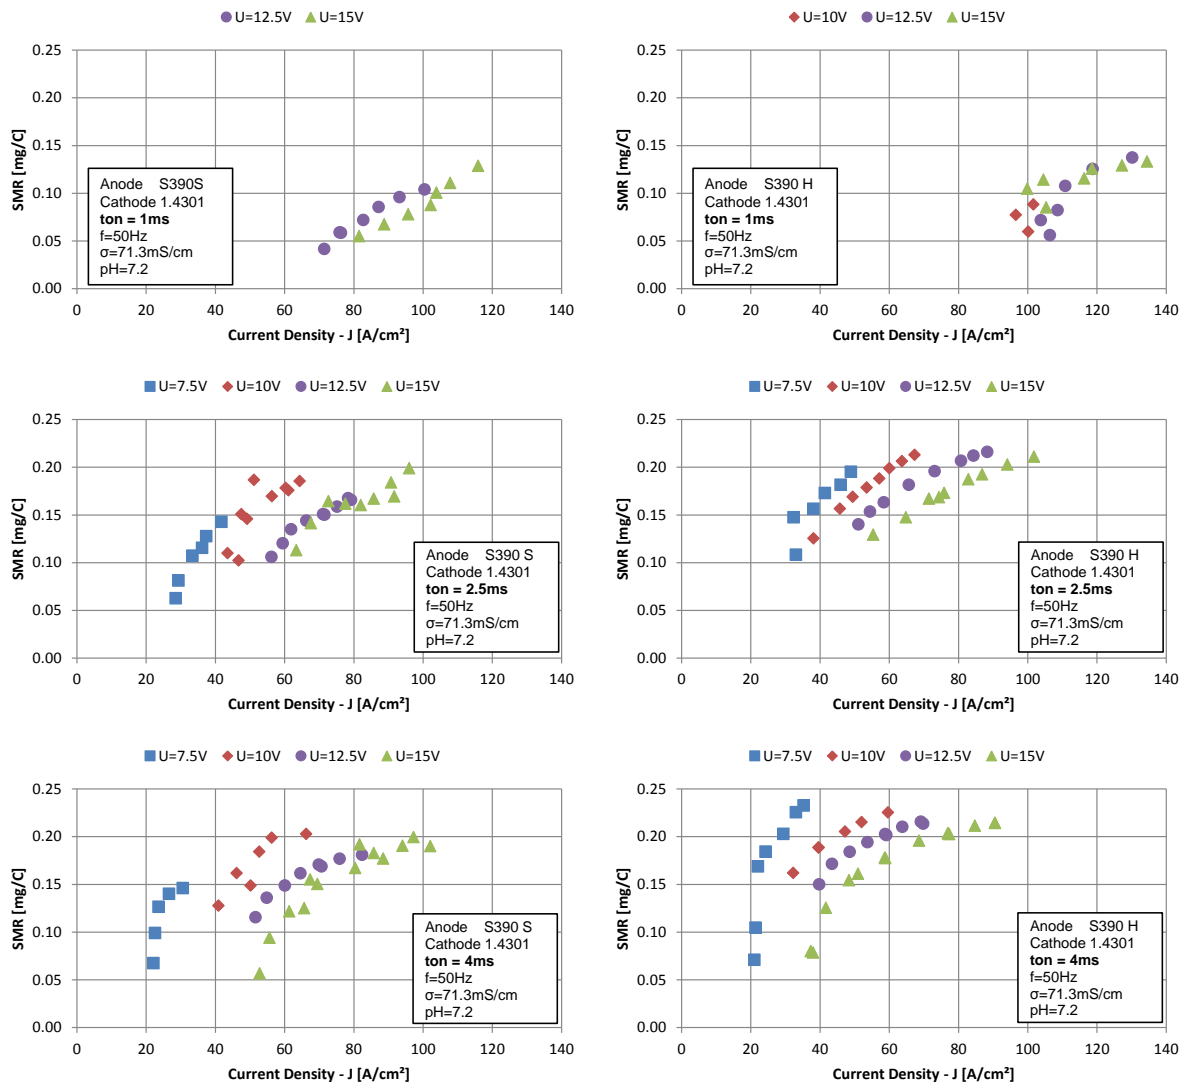 U=12.5V U=15V
0.25
0.20
0.15
0.10
0.05
0.00
SMR [mg/C]
Anode S390S
Cathode 1.4301
ton = 1ms
f=50Hz
σ=71.3mS/cm
pH=7.2
0 20 40 60 80 100 120 140
Current Density - J [A/cm²]
U=10V U=12.5V U=15V
0.25
0.20
0.15
0.10
0.05
0.00
SMR [mg/C]
Anode S390 H
Cathode 1.4301
ton = 1ms
f=50Hz
σ=71.3mS/cm
pH=7.2
0 20 40 60 80 100 120 140
Current Density - J [A/cm²]
U=7.5V U=10V U=12.5V U=15V
0.25
0.20
0.15
0.10
0.05
0.00
SMR [mg/C]
Anode S390 S
Cathode 1.4301
ton = 2.5ms
f=50Hz
σ=71.3mS/cm
pH=7.2
0 20 40 60 80 100 120 140
Current Density - J [A/cm²]
U=7.5V U=10V U=12.5V U=15V
0.25
0.20
0.15
0.10
0.05
0.00
SMR [mg/C]
Anode S390 H
Cathode 1.4301
ton = 2.5ms
f=50Hz
σ=71.3mS/cm
pH=7.2
0 20 40 60 80 100 120 140
Current Density - J [A/cm²]
U=7.5V U=10V U=12.5V U=15V
0.25
0.20
0.15
0.10
0.05
0.00
SMR [mg/C]
Anode S390 S
Cathode 1.4301
ton = 4ms
f=50Hz
σ=71.3mS/cm
pH=7.2
0 20 40 60 80 100 120 140
Current Density - J [A/cm²]
U=7.5V U=10V U=12.5V U=15V
0.25
0.20
0.15
0.10
0.05
0.00
SMR [mg/C]
Anode S390 H
Cathode 1.4301
ton = 4ms
f=50Hz
σ=71.3mS/cm
pH=7.2
0 20 40 60 80 100 120 140
Current Density - J [A/cm²]